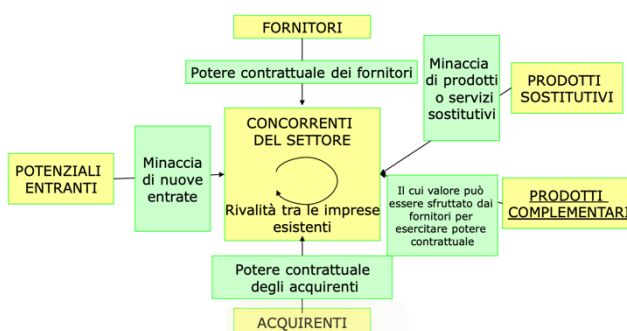 FORNITORI
Potere contrattuale dei fornitori
Minaccia
di prodotti
o servizi
sostitutivi
PRODOTTI
SOSTITUTIVI
CONCORRENTI
DEL SETTORE
Rivalità tra le imprese
esistenti
POTENZIALI
ENTRANTI
Minaccia
di nuove
entrate
Il cui valore può
essere sfruttato dai
fornitori per
esercitare potere
contrattuale
PRODOTTI
COMPLEMENTARI
Potere contrattuale
degli acquirenti
ACQUIRENTI